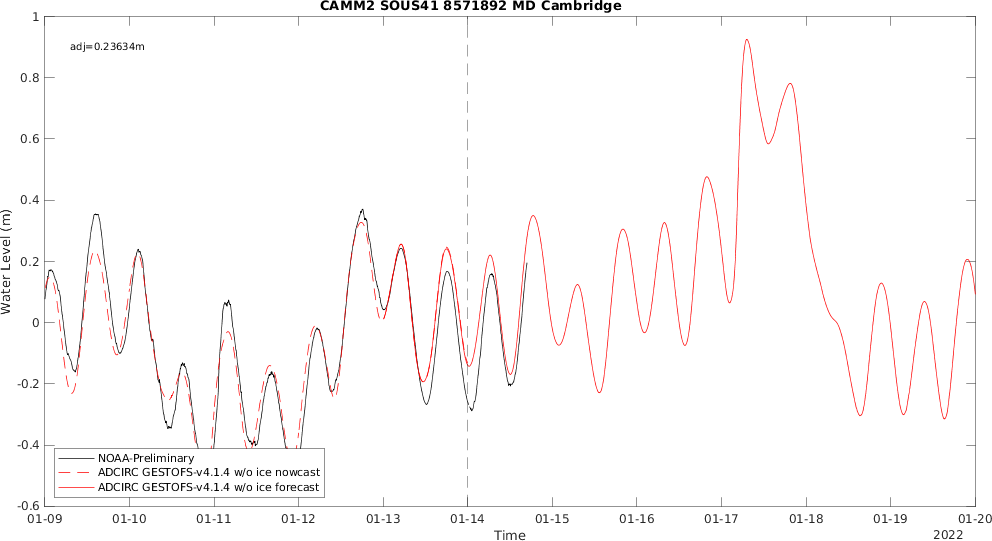 CAMM2 SOUS41 8571892 MD Cambridge
adj=0.23634m
1
0.8
0.6
0.4
0.2
0
-0.2
-0.4
-0.6
Water Level (m)
NOAA-Preliminary
ADCIRC GESTOFS-v4.1.4 w/o ice nowcast
ADCIRC GESTOFS-v4.1.4 w/o ice forecast
01-09 01-10 01-11 01-12 01-13 01-14 01-15 01-16 01-17 01-18 01-19 01-20
Time
2022